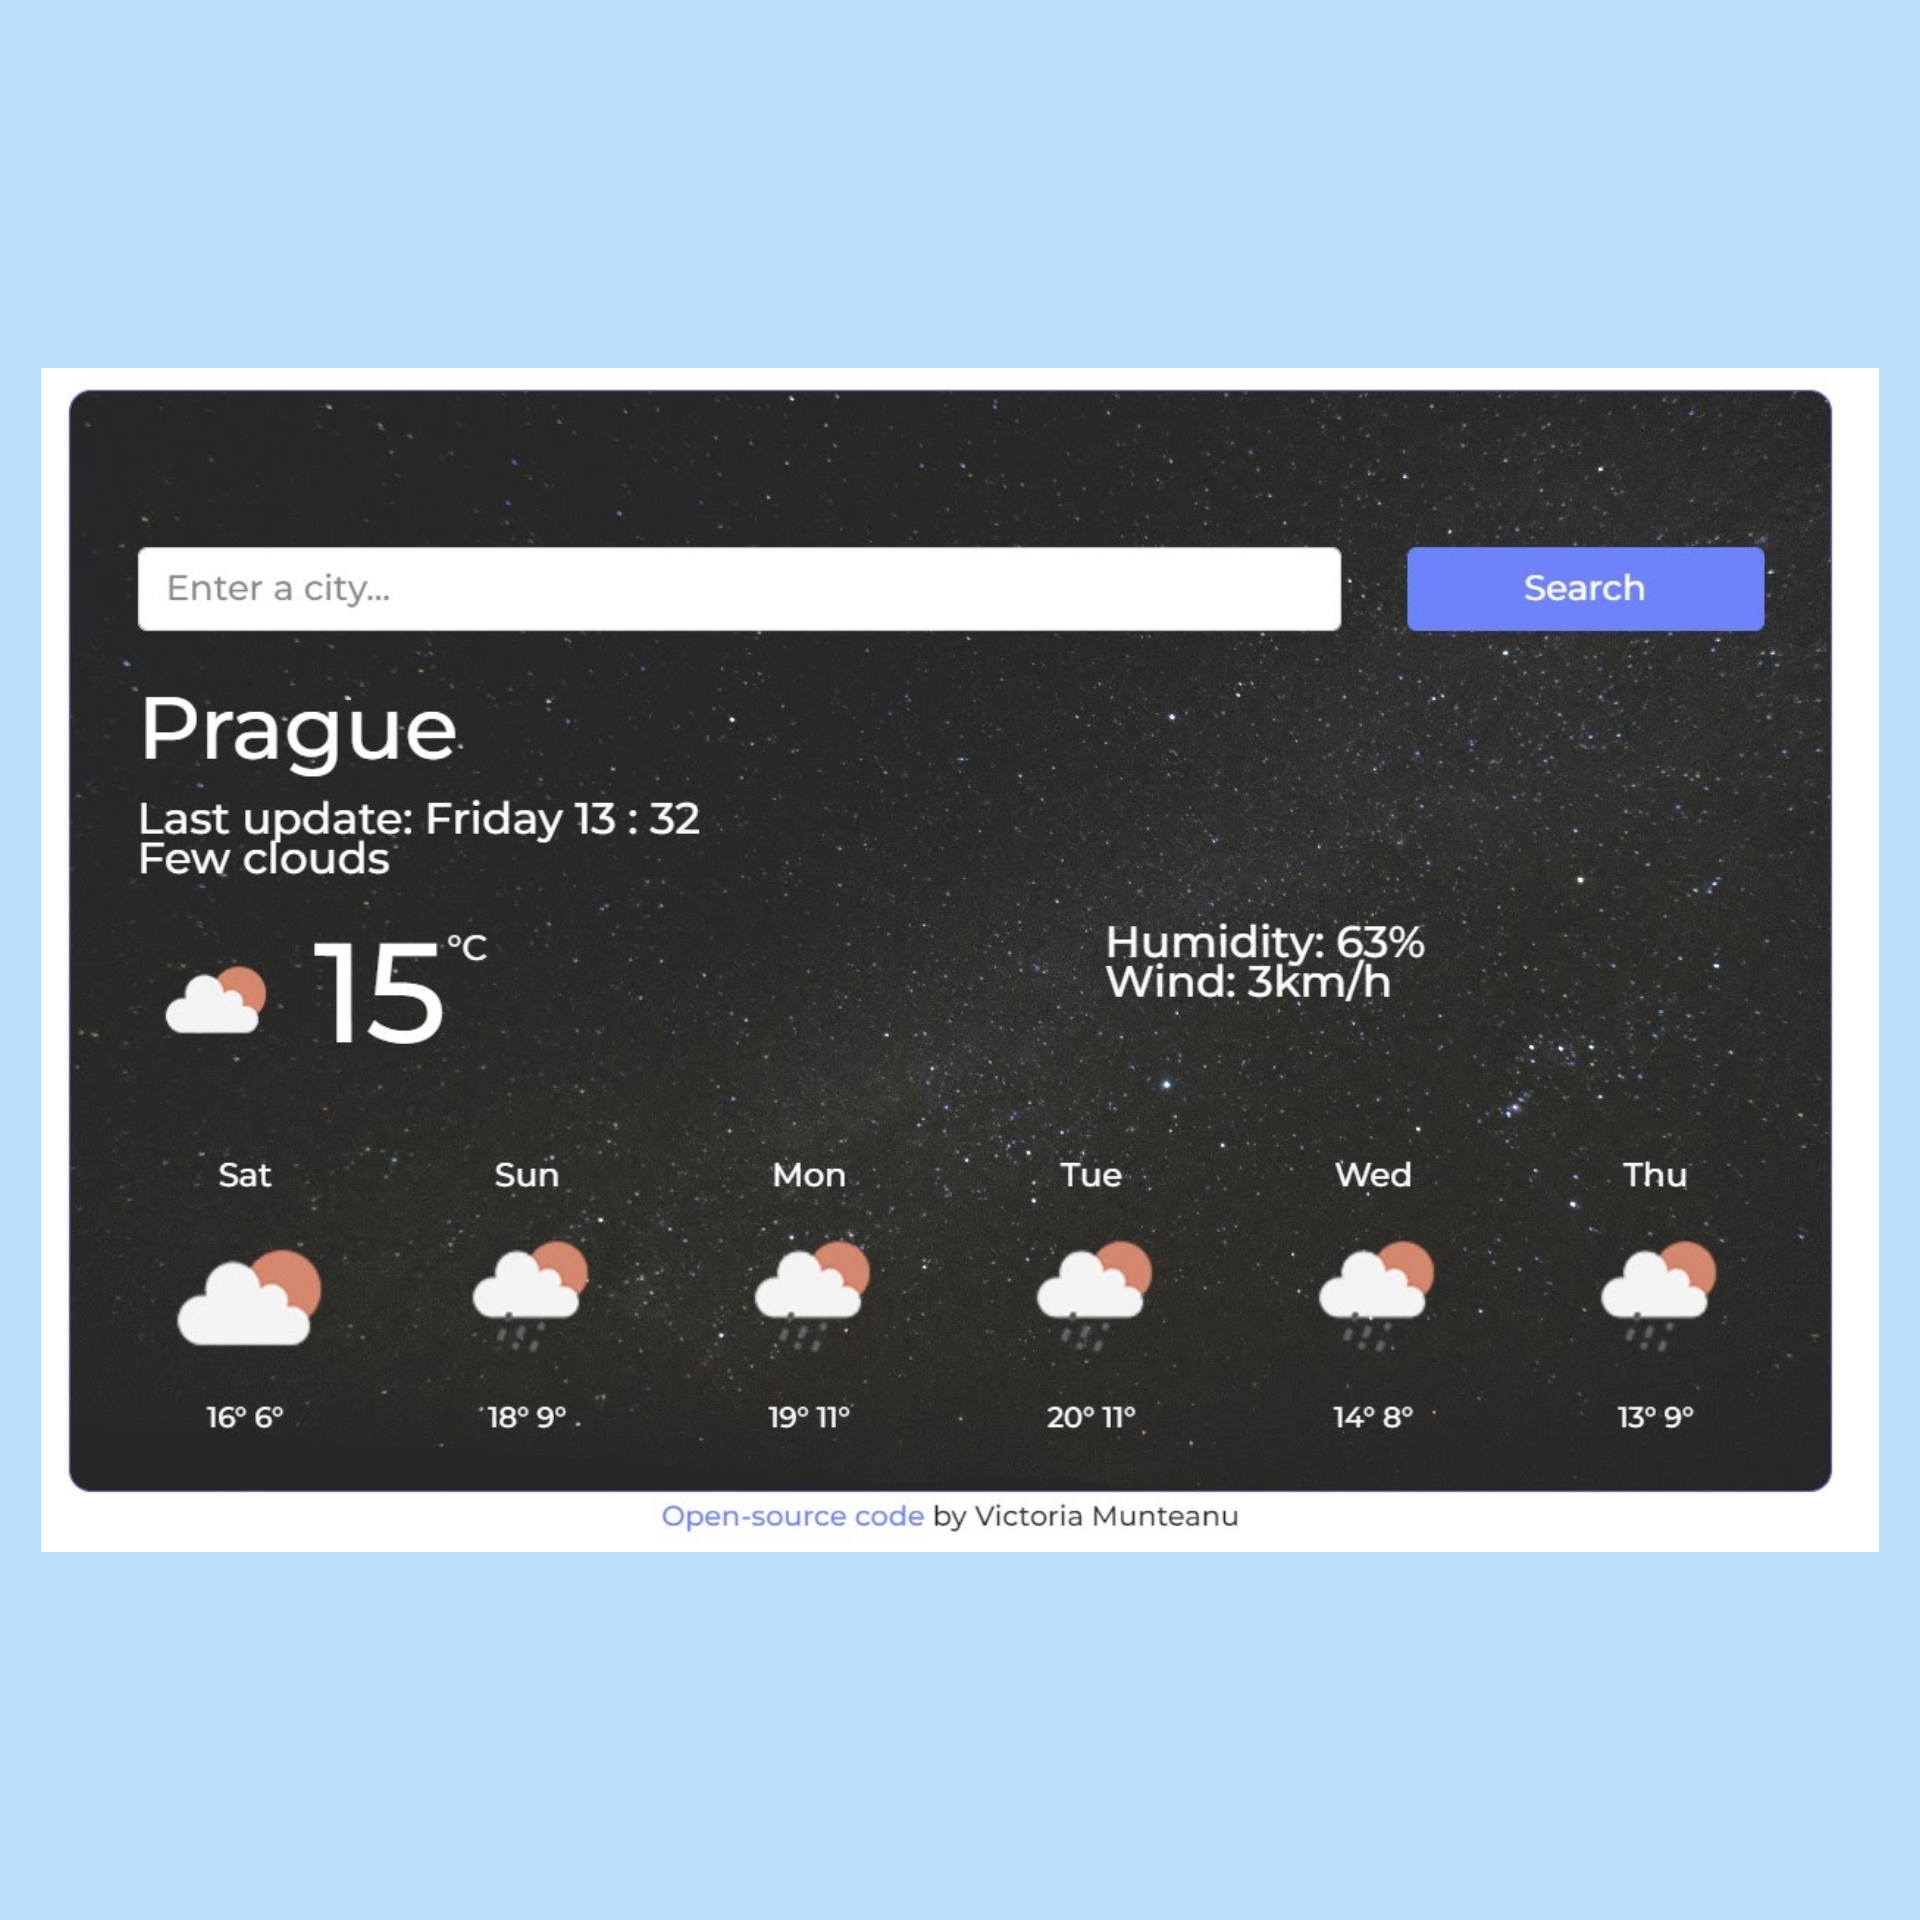 Enter a city...
Search
Prague
Last update: Friday 13 : 32
Few clouds
15 °C
Humidity: 63%
Wind: 3km/h
Sat Sun Mon Tue Wed Thu
16° 6° 18° 9° 19° 11° 20° 11° 14° 8° 13° 9°
Open-source code by Victoria Munteanu